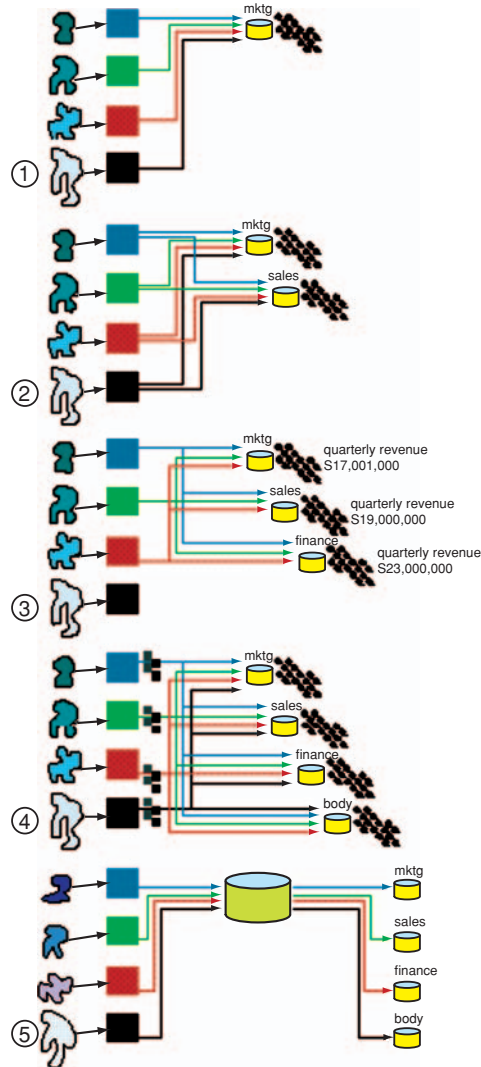 mktg
①
mktg
sales
②
mktg
quarterly revenue
S17,001,000
sales
quarterly revenue
S19,000,000
finance
quarterly revenue
S23,000,000
③
mktg
sales
finance
body
④
mktg
sales
finance
body
⑤